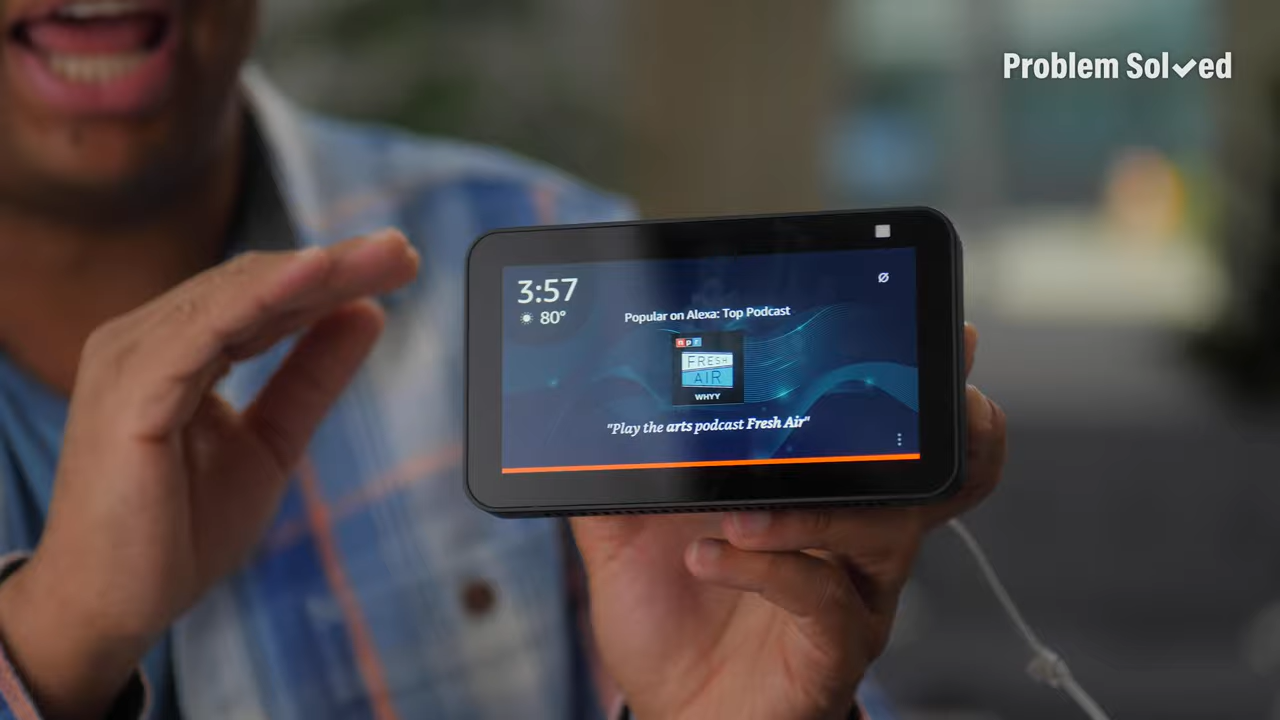 Problem Solved
3:57
80°
Popular on Alexa: Top Podcast
npr
FRESH
AIR
WHYY
"Play the arts podcast Fresh Air"